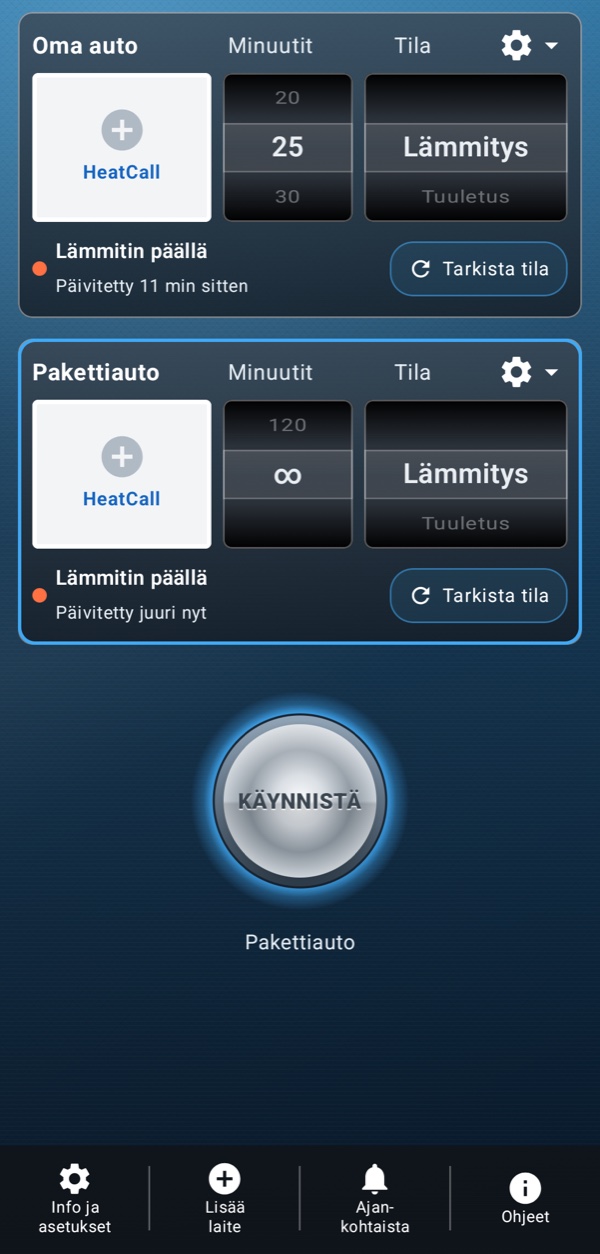 Oma auto Minuutit Tila
20
HeatCall 25 Lämmitys
30 Tuuletus
Lämmitin päällä
Päivitetty 11 min sitten
Tarkista tila
Pakettiauto Minuutit Tila
120
HeatCall ∞ Lämmitys
Tuuletus
Lämmitin päällä
Päivitetty juuri nyt
Tarkista tila
KÄYNNISTÄ
Pakettiauto
Info ja
asetukset
Lisää
laite
Ajan-
kohtaista
Ohjeet